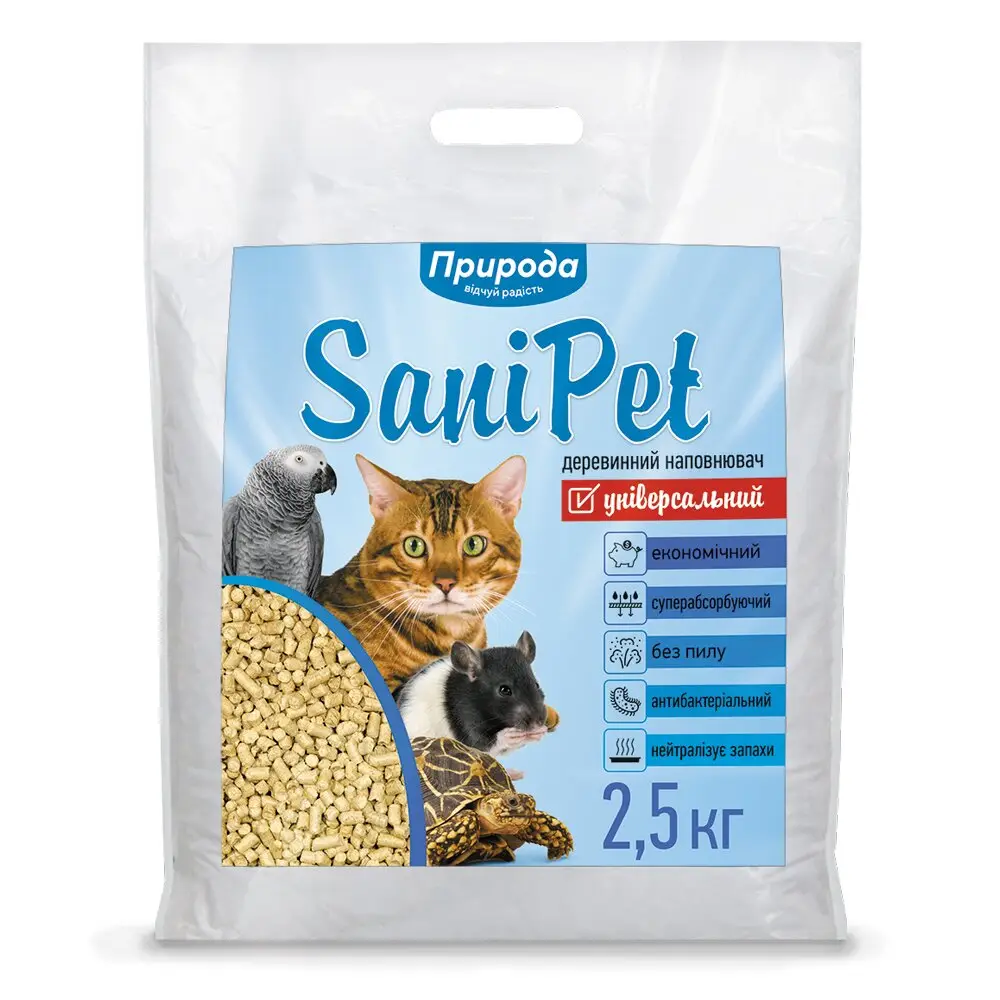 Природа
відчуй радість
SaniPet
деревинний наповнювач
універсальний
економічний
суперабсорбуючий
без пилу
антибактеріальний
нейтралізує запахи
2,5 кг